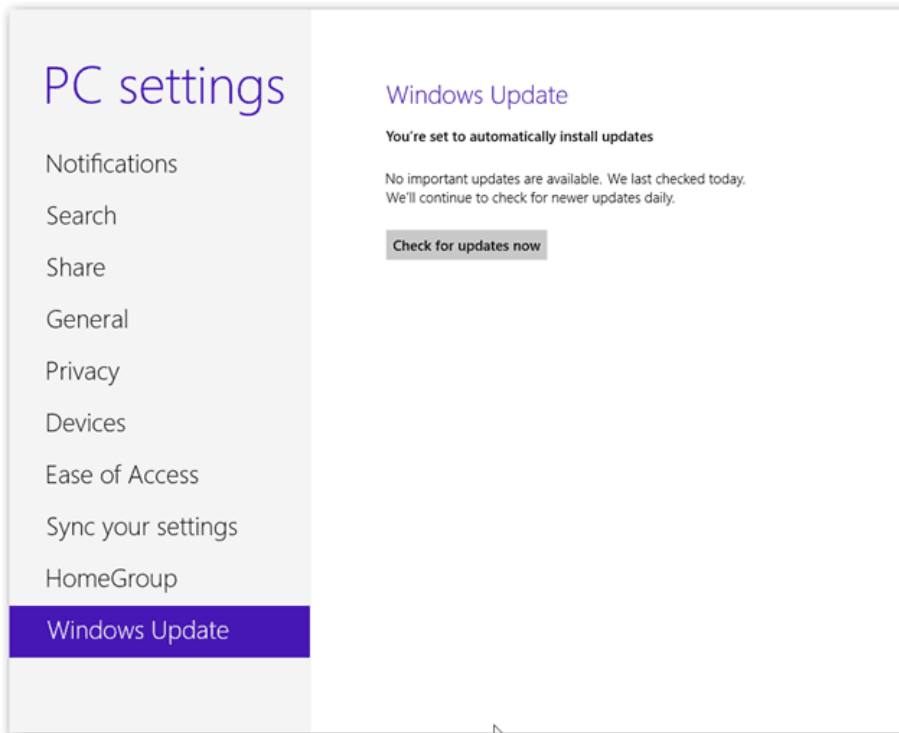 PC settings
Notifications
Search
Share
General
Privacy
Devices
Ease of Access
Sync your settings
HomeGroup
Windows Update
Windows Update
You're set to automatically install updates
No important updates are available. We last checked today.
We'll continue to check for newer updates daily.
Check for updates now